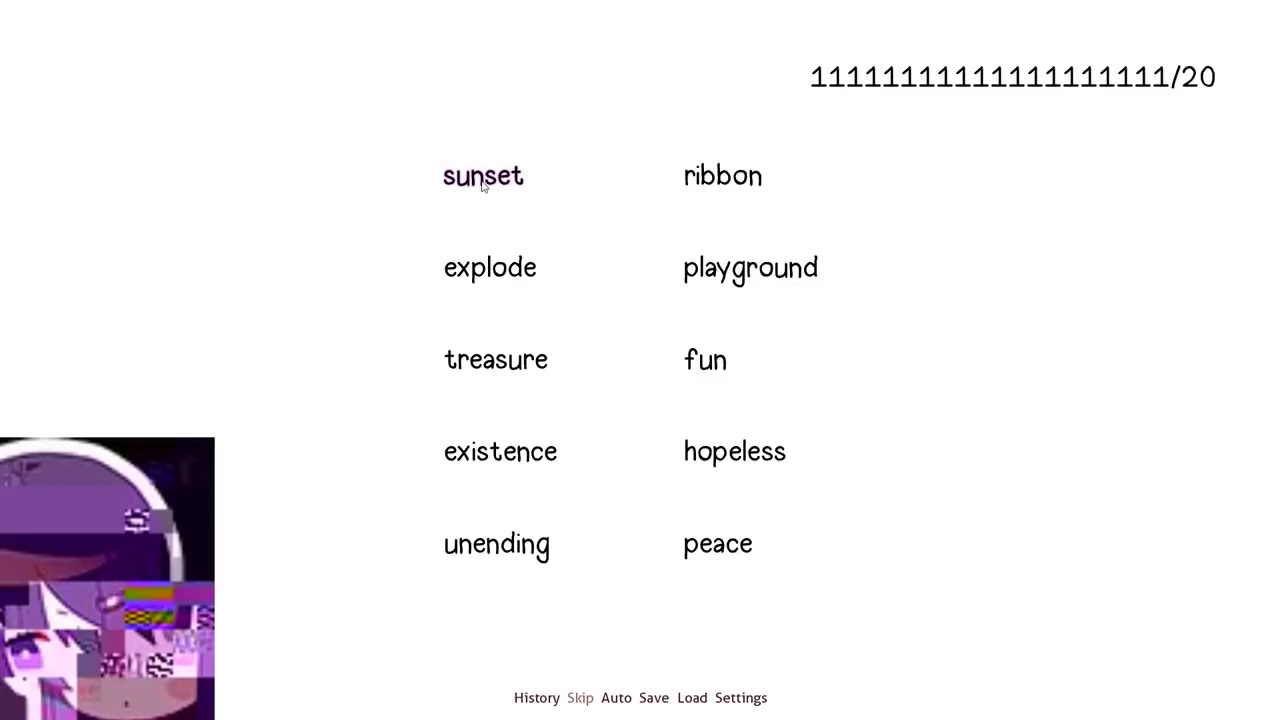 11111111111111111111/20
sunset ribbon
explode playground
treasure fun
existence hopeless
unending peace
History Skip Auto Save Load Settings